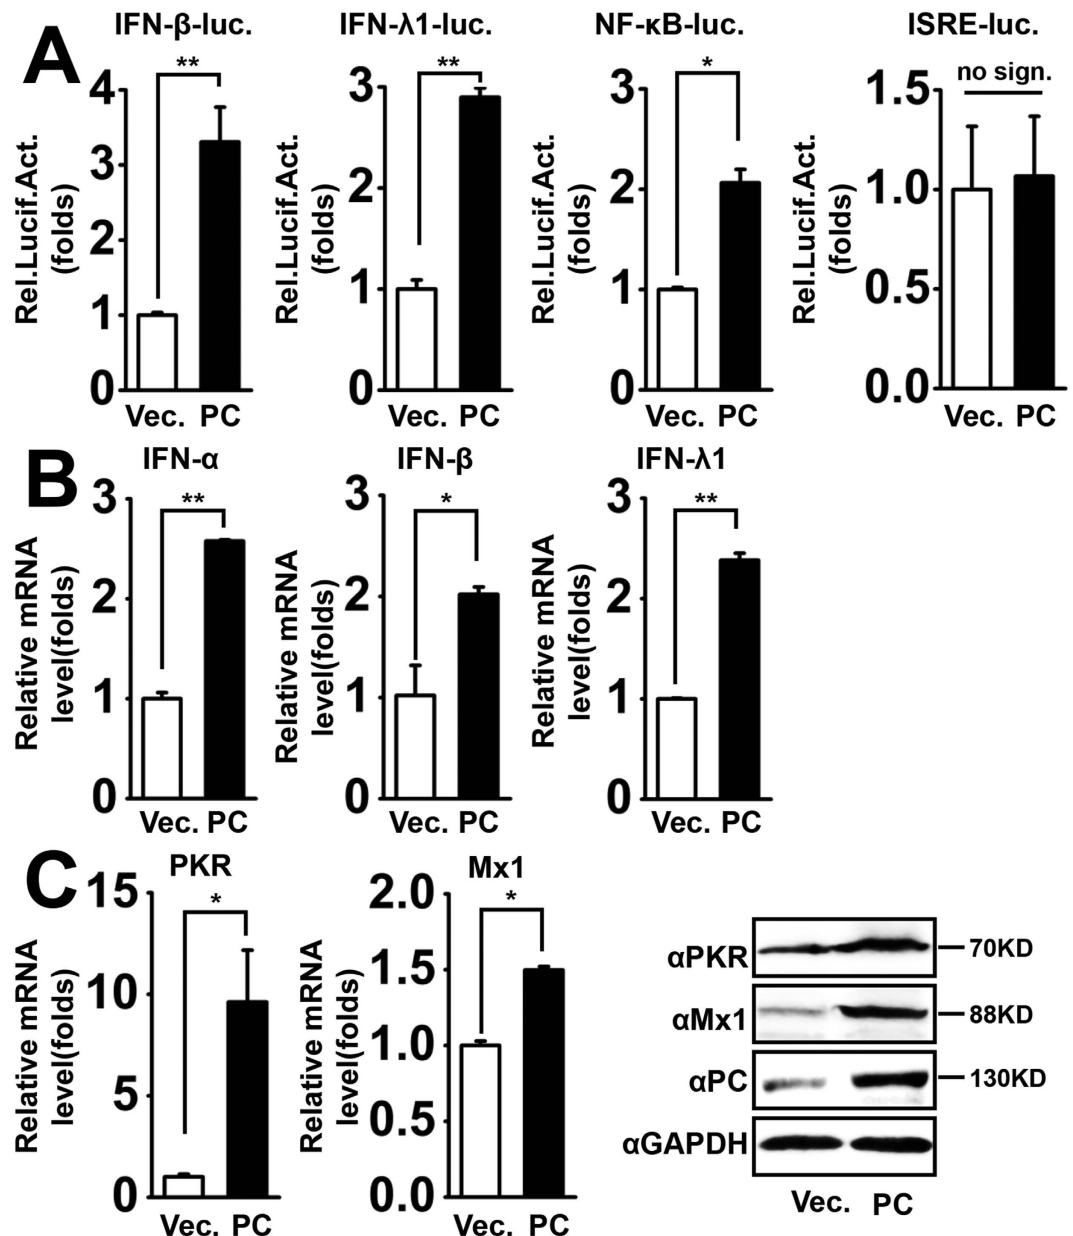 A
IFN-β-luc.
IFN-λ1-luc.
NF-κB-luc.
ISRE-luc.
**
**
*
no sign.
Rel.Lucif.Act.
(folds)
4
3
2
1
0
Vec. PC
Rel.Lucif.Act.
(folds)
3
2
1
0
Vec. PC
Rel.Lucif.Act.
(folds)
3
2
1
0
Vec. PC
Rel.Lucif.Act.
(folds)
1.5
1.0
0.5
0.0
Vec. PC
B
IFN-α
IFN-β
IFN-λ1
**
*
**
Relative mRNA
level(folds)
3
2
1
0
Vec. PC
Relative mRNA
level(folds)
3
2
1
0
Vec. PC
Relative mRNA
level(folds)
3
2
1
0
Vec. PC
C
PKR
Mx1
*
*
Relative mRNA
level(folds)
15
10
5
0
Vec. PC
Relative mRNA
level(folds)
2.0
1.5
1.0
0.5
0.0
Vec. PC
αPKR
70KD
αMx1
88KD
αPC
130KD
αGAPDH
Vec. PC